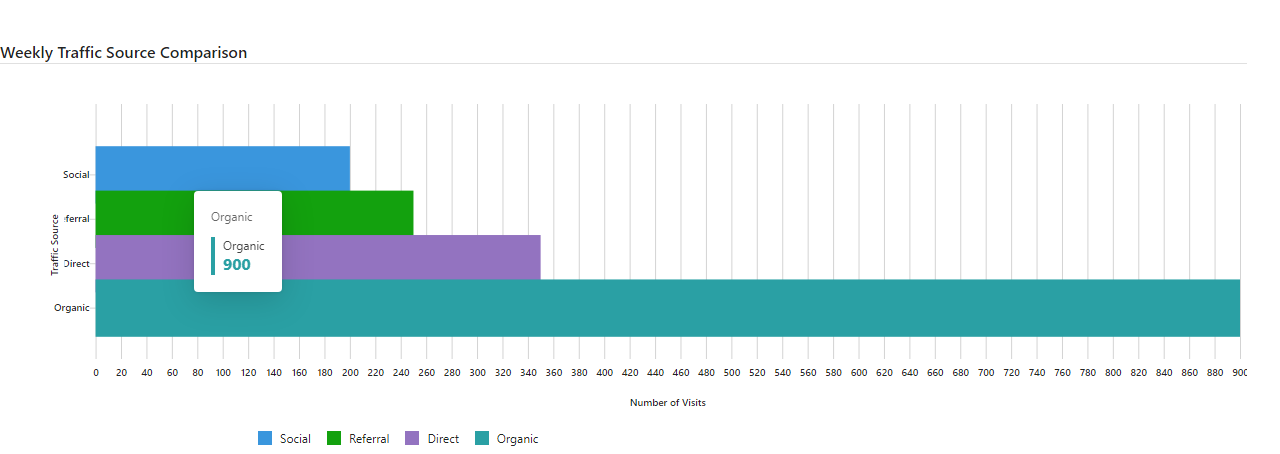 Weekly Traffic Source Comparison
Social
ferral
Direct
Organic
Traffic Source
Organic
Organic
900
0 20 40 60 80 100 120 140 160 180 200 220 240 260 280 300 320 340 360 380 400 420 440 460 480 500 520 540 560 580 600 620 640 660 680 700 720 740 760 780 800 820 840 860 880 900
Number of Visits
Social Referral Direct Organic